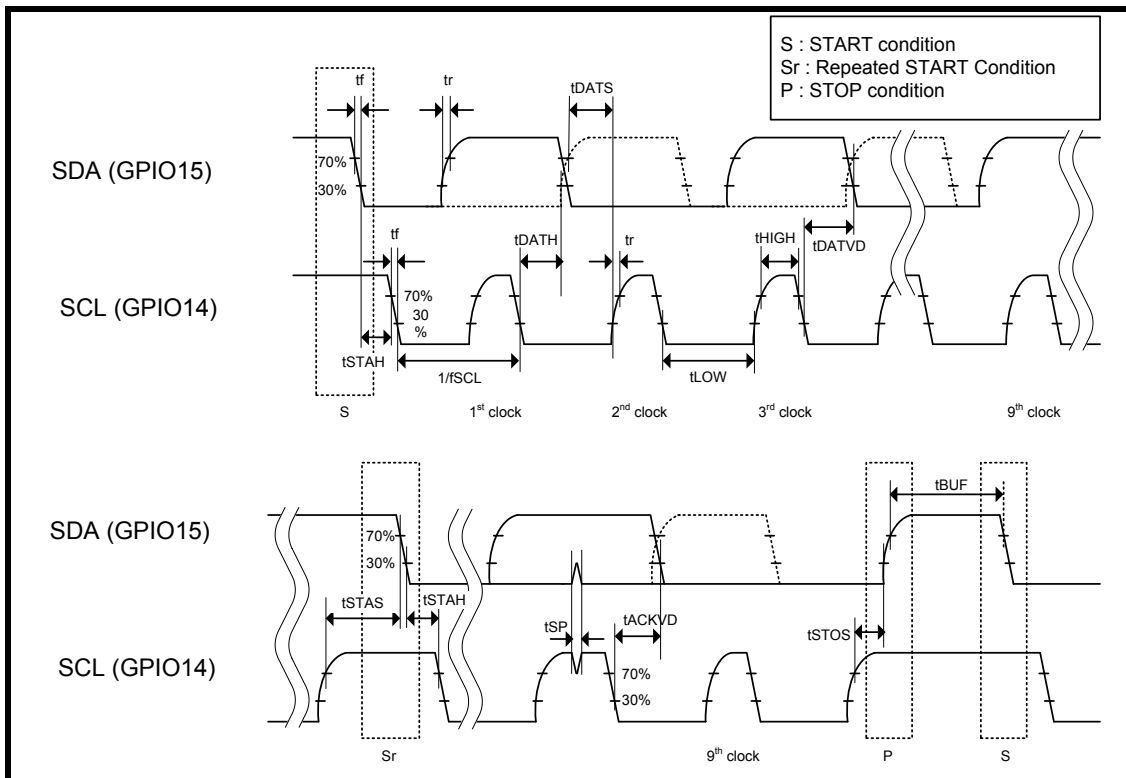 S : START condition
Sr : Repeated START Condition
P : STOP condition
tf
tr
tDATS
SDA (GPIO15)
70%
30%
tf
tDATH
tr
tHIGH
tDATVD
SCL (GPIO14)
70%
30
%
tSTAH
1/fSCL
tLOW
S
1st clock
2nd clock
3rd clock
9th clock
tBUF
SDA (GPIO15)
70%
30%
tSTAS
tSTAH
tSP
tACKVD
tSTOS
SCL (GPIO14)
70%
30%
Sr
9th clock
P
S